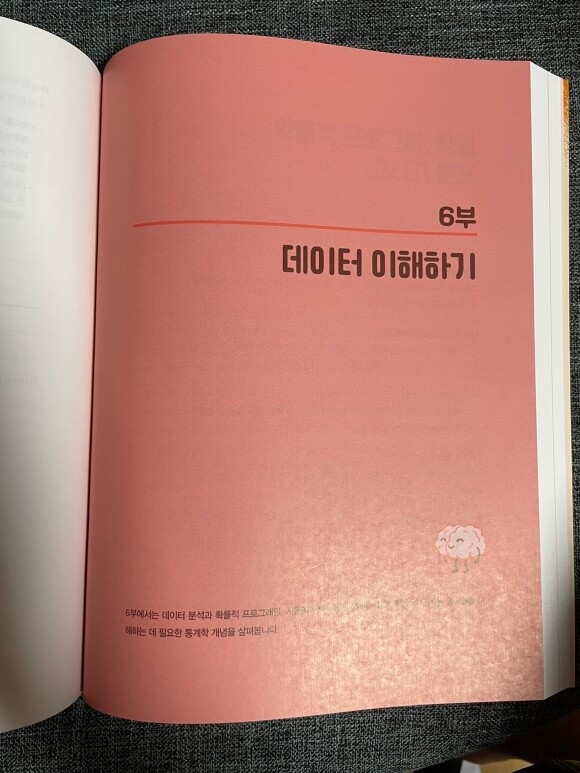 6부
데이터 이해하기
6부에서는 데이터 분석과 확률적 프로그래밍,
해하는 데 필요한 통계학 개념을 살펴봅니다.